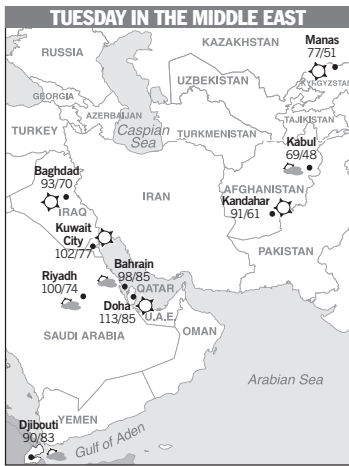 TUESDAY IN THE MIDDLE EAST
KAZAKHSTAN
Manas
77/51
RUSSIA
UZBEKISTAN
KYRGYZSTAN
GEORGIA
AZERBAIJAN
TAJIKISTAN
TURKEY
Caspian
Sea
TURKMENISTAN
Kabul
69/48
Baghdad
93/70
IRAQ
IRAN
AFGHANISTAN
Kandahar
91/61
Kuwait
City
102/77
PAKISTAN
Riyadh
100/74
Bahrain
98/85
QATAR
Doha
113/85
U.A.E.
SAUDI ARABIA
OMAN
Arabian Sea
YEMEN
Djibouti
90/83
Gulf of Aden